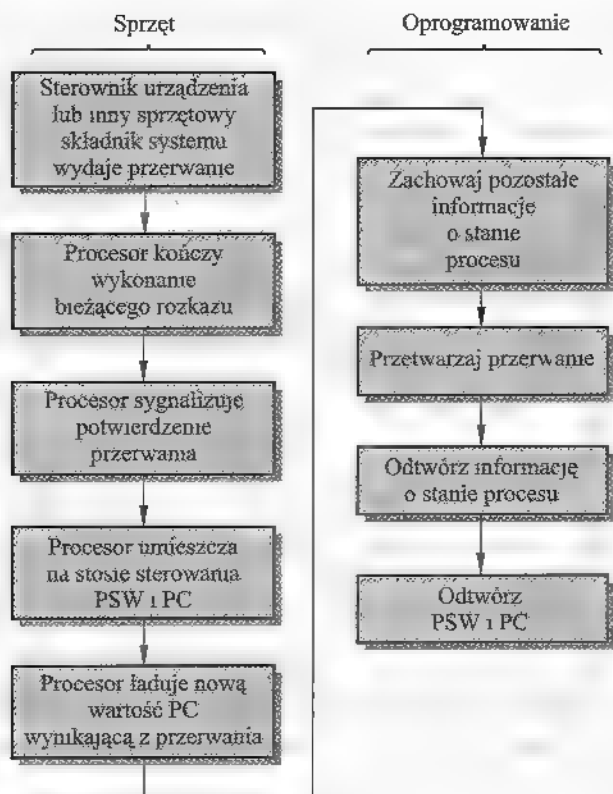 Sprzęt
Sterownik urządzenia
lub inny sprzętowy
składnik systemu
wydaje przerwanie
Procesor kończy
wykonanie
bieżącego rozkazu
Procesor sygnalizuje
potwierdzenie
przerwania
Procesor umieszcza
na stosie sterowania
PSW i PC
Procesor ładuje nową
wartość PC
wynikającą z przerwania
Oprogramowanie
Zachowaj pozostałe
informacje
o stanie
procesu
Przetwarzaj przerwanie
Odtwórz informację
o stanie procesu
Odtwórz
PSW i PC